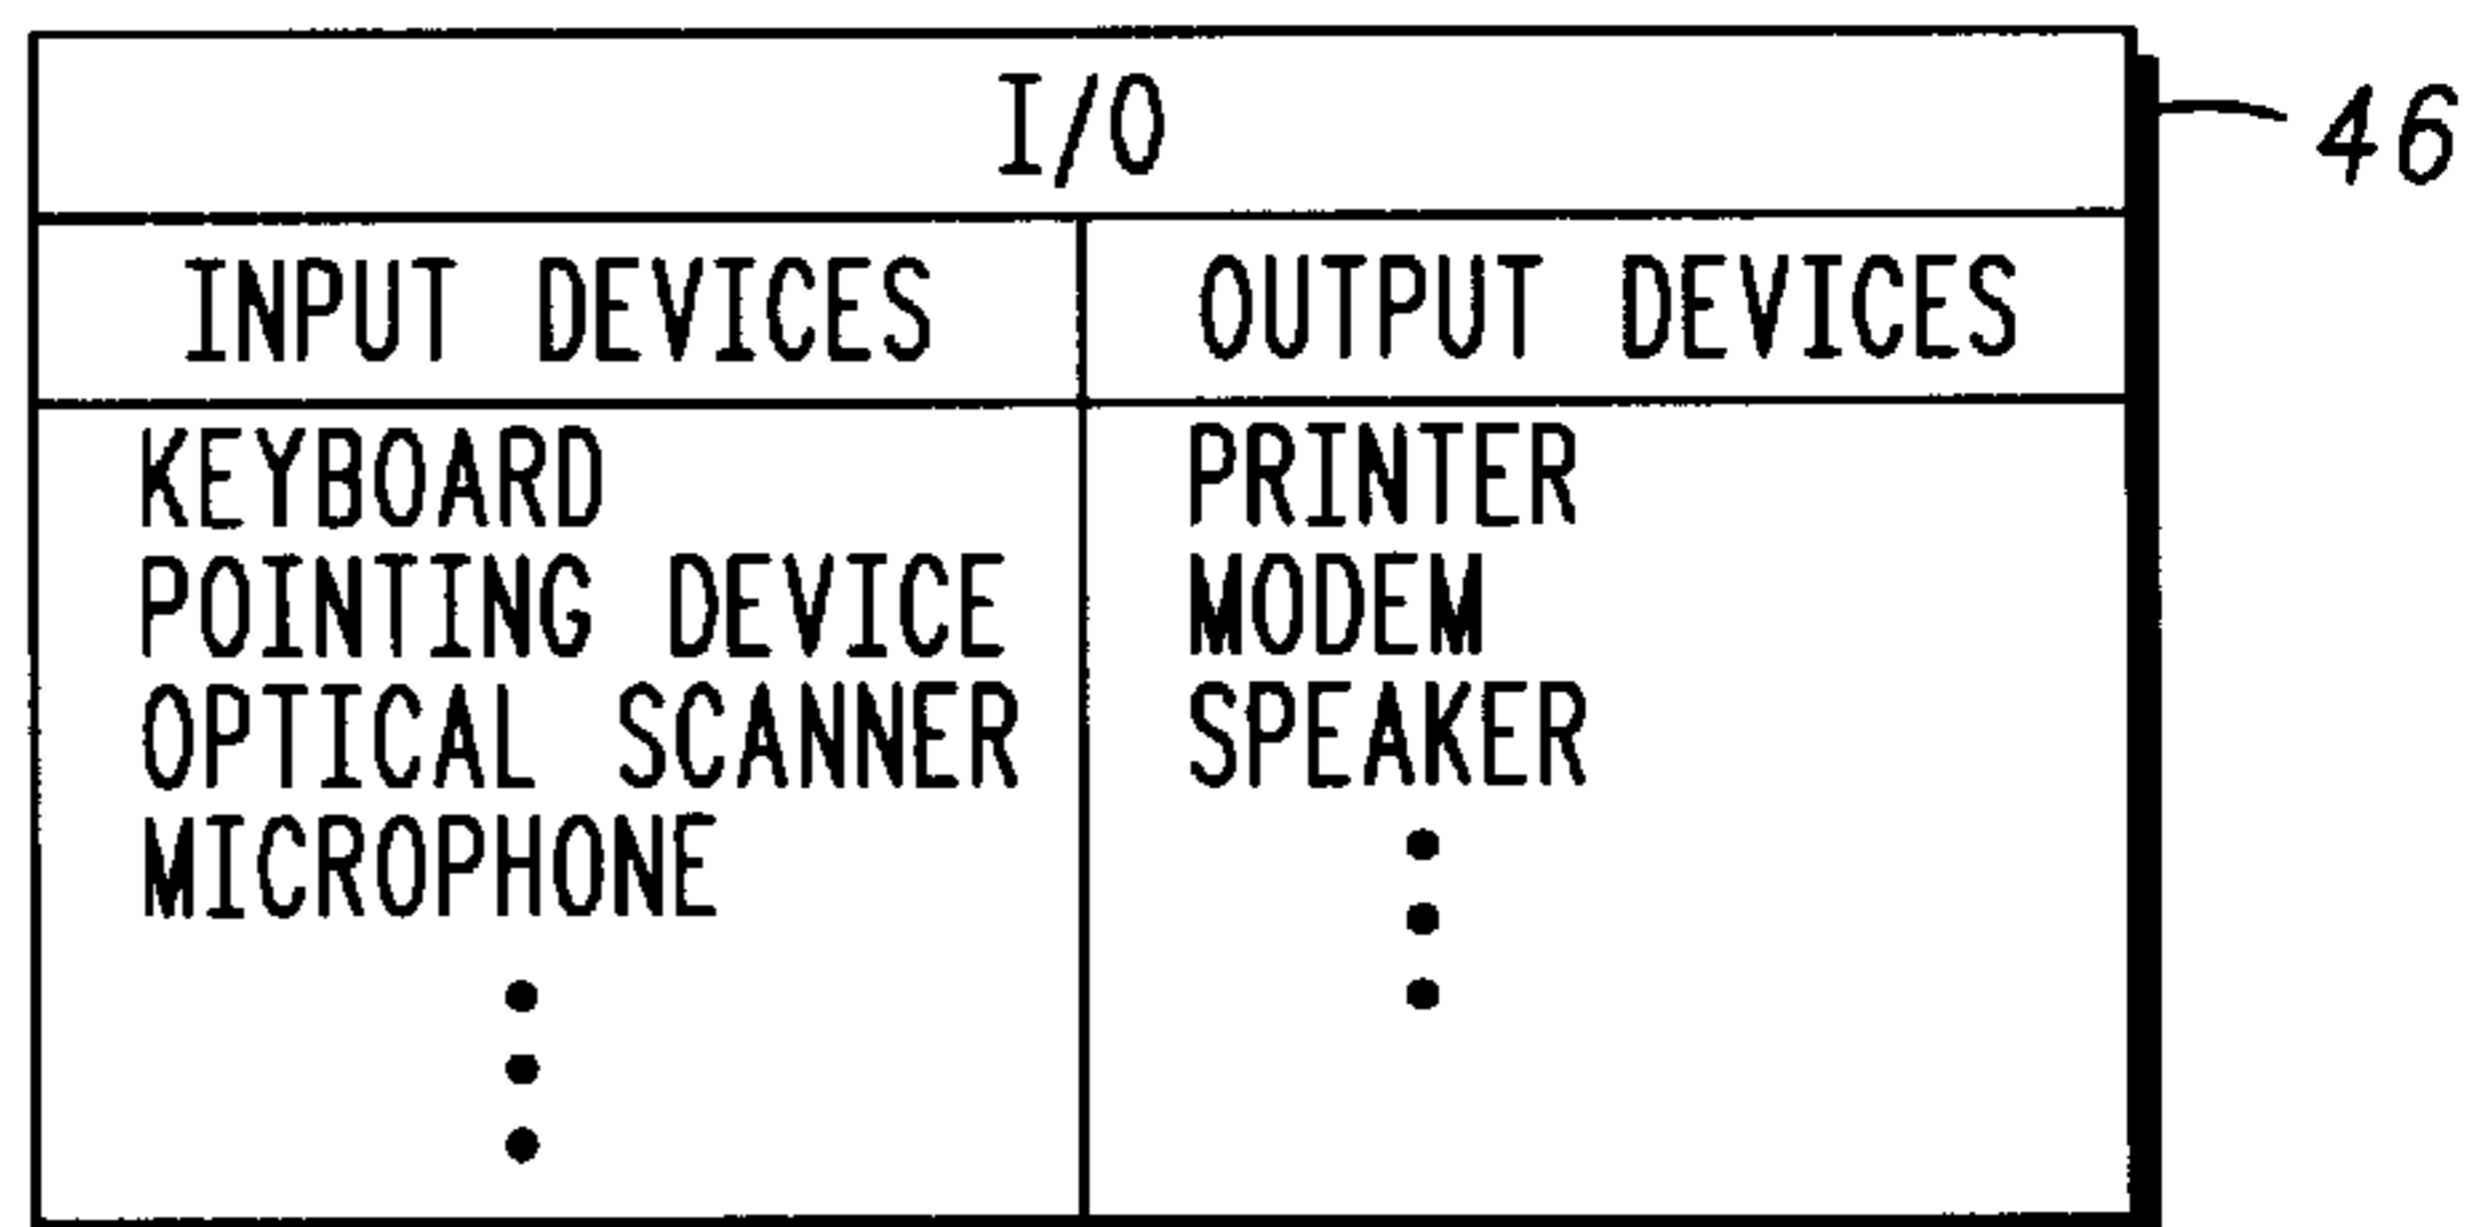 I/O
46
INPUT DEVICES
OUTPUT DEVICES
KEYBOARD
POINTING DEVICE
OPTICAL SCANNER
MICROPHONE
PRINTER
MODEM
SPEAKER